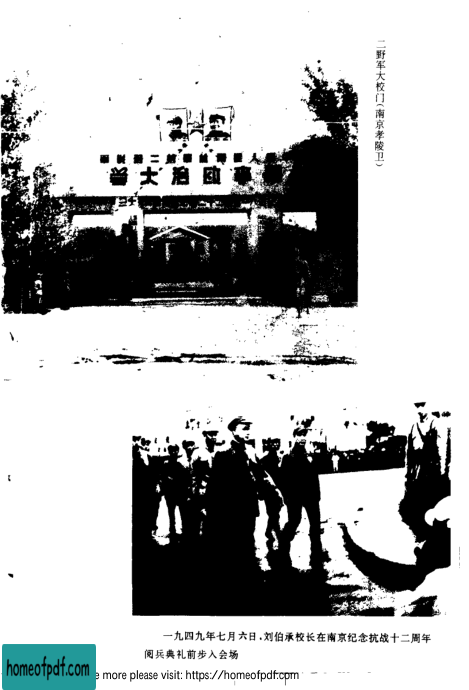 二野军大校门(南京孝陵卫)
一九四九年七月六日,刘伯承校长在南京纪念抗战十二周年
阅兵典礼前步入会场
homeofpdf.com
e more please visit: https://homeofpdf.com